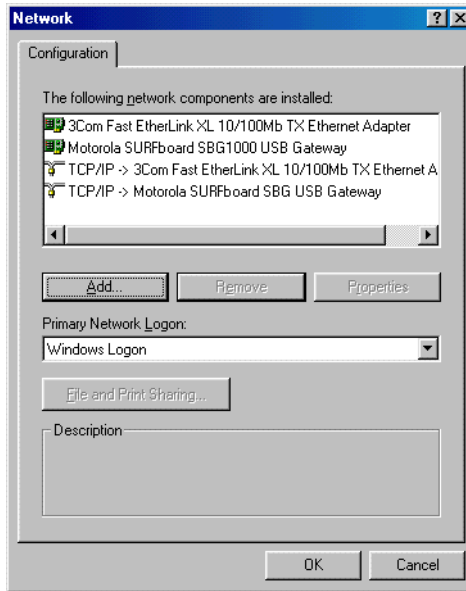 Network
Configuration
The following network components are installed:
3Com Fast EtherLink XL 10/100Mb TX Ethernet Adapter
Motorola SURFboard SBG1000 USB Gateway
TCP/IP -> 3Com Fast EtherLink XL 10/100Mb TX Ethernet A
TCP/IP -> Motorola SURFboard SBG USB Gateway
Add... Remove Properties
Primary Network Logon:
Windows Logon
File and Print Sharing...
Description
OK Cancel